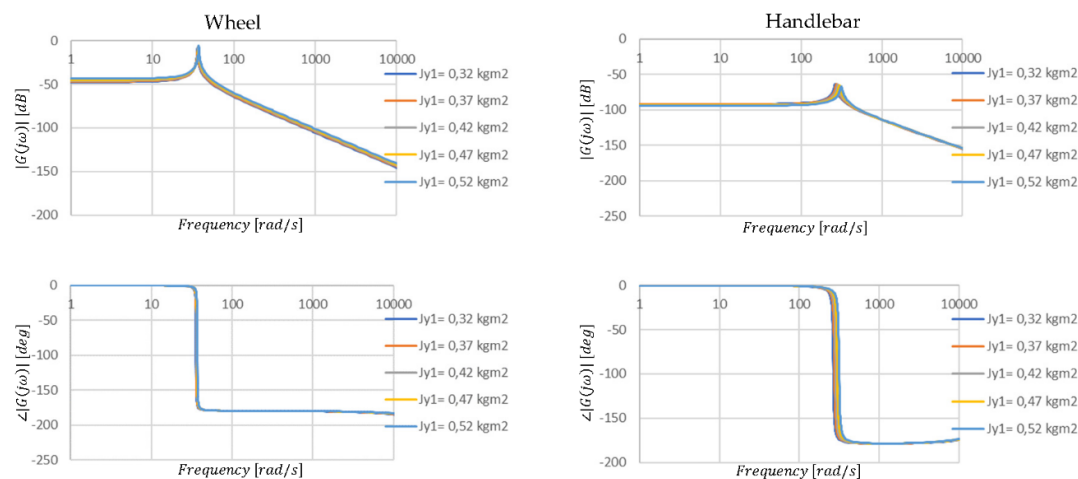 Wheel
0
1
10
100
1000
10000
-50
-100
-150
-200
|G(jω)| [dB]
Frequency [rad/s]
Jy1= 0,32 kgm2
Jy1= 0,37 kgm2
Jy1= 0,42 kgm2
Jy1= 0,47 kgm2
Jy1= 0,52 kgm2
Handlebar
0
1
10
100
1000
10000
-50
-100
-150
-200
-250
|G(jω)| [dB]
Frequency [rad/s]
Jy1= 0,32 kgm2
Jy1= 0,37 kgm2
Jy1= 0,42 kgm2
Jy1= 0,47 kgm2
Jy1= 0,52 kgm2
0
1
10
100
1000
10000
-50
-100
-150
-200
-250
∠|G(jω)| [deg]
Frequency [rad/s]
Jy1= 0,32 kgm2
Jy1= 0,37 kgm2
Jy1= 0,42 kgm2
Jy1= 0,47 kgm2
Jy1= 0,52 kgm2
0
1
10
100
1000
10000
-50
-100
-150
-200
∠|G(jω)| [deg]
Frequency [rad/s]
Jy1= 0,32 kgm2
Jy1= 0,37 kgm2
Jy1= 0,42 kgm2
Jy1= 0,47 kgm2
Jy1= 0,52 kgm2